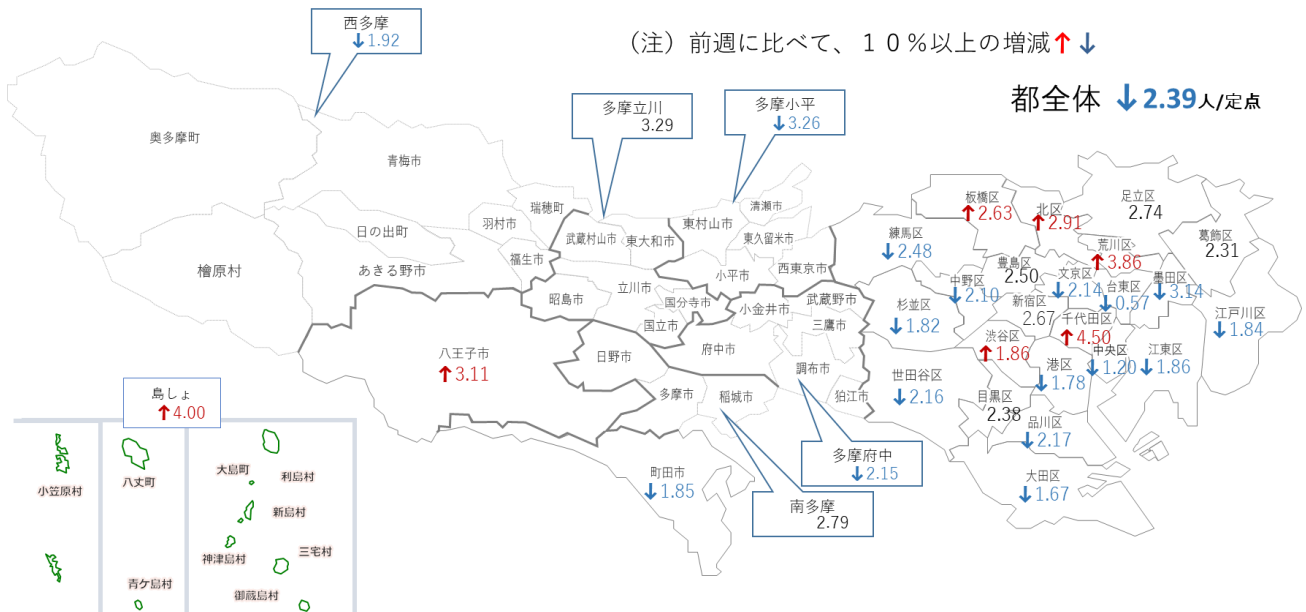 西多摩
↓1.92
(注)前週に比べて、10%以上の増減↑↓
都全体 ↓2.39人/定点
多摩立川
3.29
多摩小平
↓3.26
奥多摩町
青梅市
瑞穂町
羽村市
日の出町
あきる野市
福生市
檜原村
武蔵村山市
東大和市
東村山市
清瀬市
東久留米市
小平市
西東京市
昭島市
立川市
国分寺市
国立市
小金井市
武蔵野市
三鷹市
日野市
府中市
調布市
狛江市
八王子市
↑3.11
多摩市
稲城市
町田市
↓1.85
多摩府中
↓2.15
南多摩
2.79
板橋区
↑2.63
北区
↑2.91
足立区
2.74
練馬区
↓2.48
荒川区
↑3.86
葛飾区
2.31
豊島区
2.50
文京区
↓2.14
台東区
↓0.57
墨田区
↓3.14
中野区
↓2.10
杉並区
↓1.82
新宿区
2.67
千代田区
↑4.50
江戸川区
↓1.84
渋谷区
↑1.86
港区
↓1.78
中央区
↓1.20
江東区
↓1.86
世田谷区
↓2.16
目黒区
2.38
品川区
↓2.17
大田区
↓1.67
島しょ
↑4.00
小笠原村
八丈町
青ケ島村
大島町
利島村
新島村
神津島村
三宅村
御蔵島村